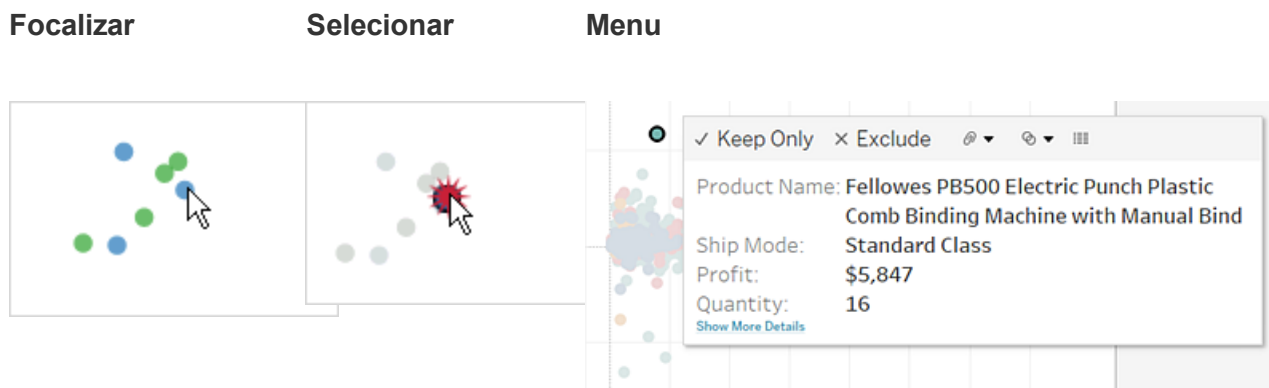 Focalizar Selecionar Menu
Keep Only Exclude
Product Name: Fellowes PB500 Electric Punch Plastic
Comb Binding Machine with Manual Bind
Ship Mode: Standard Class
Profit: $5,847
Quantity: 16
Show More Details